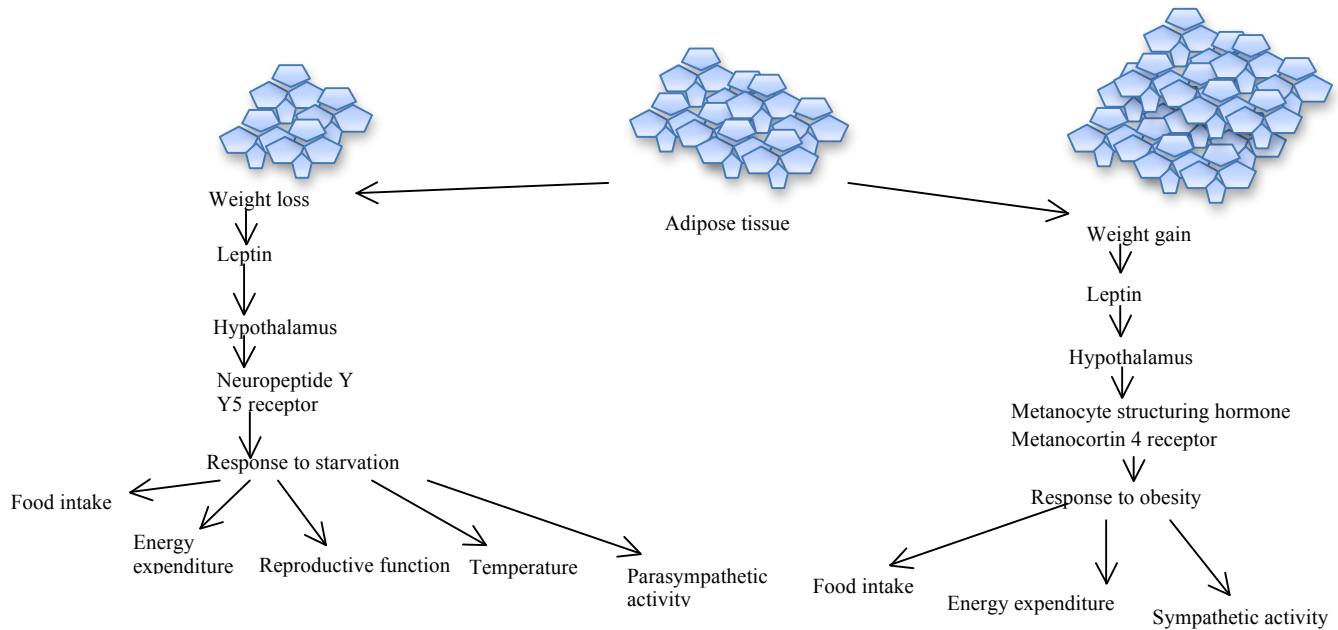 Weight loss
Leptin
Hypothalamus
Neuropeptide Y
Y5 receptor
Response to starvation
Food intake
Energy
expenditure
Reproductive function
Temperature
Parasympathetic
activity
Adipose tissue
Weight gain
Leptin
Hypothalamus
Metanocyte structuring hormone
Metanocortin 4 receptor
Response to obesity
Food intake
Energy expenditure
Sympathetic activity